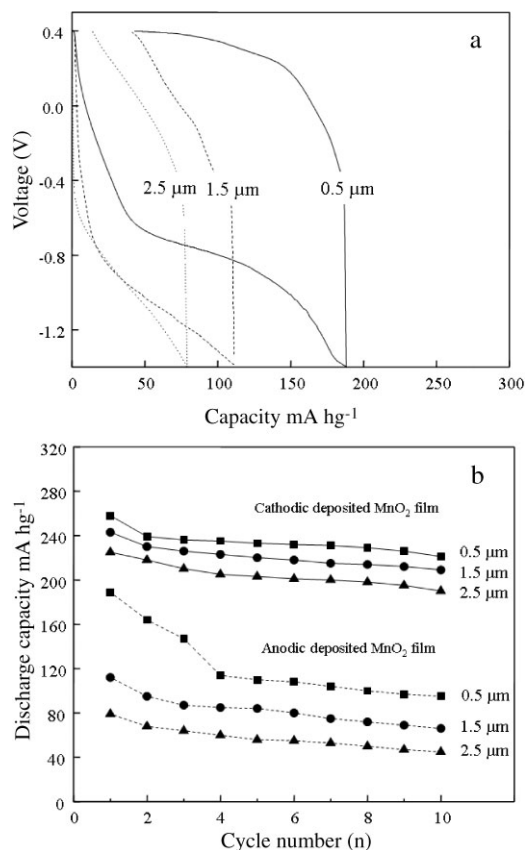 a
0.4
0.0
-0.4
-0.8
-1.2
Voltage (V)
2.5 μm
1.5 μm
0.5 μm
0
50
100
150
200
250
300
Capacity mA hg⁻¹
b
320
280
240
200
160
120
80
40
0
Discharge capacity mA hg⁻¹
Cathodic deposited MnO₂ film
0.5 μm
1.5 μm
2.5 μm
Anodic deposited MnO₂ film
0.5 μm
1.5 μm
2.5 μm
0
2
4
6
8
10
Cycle number (n)